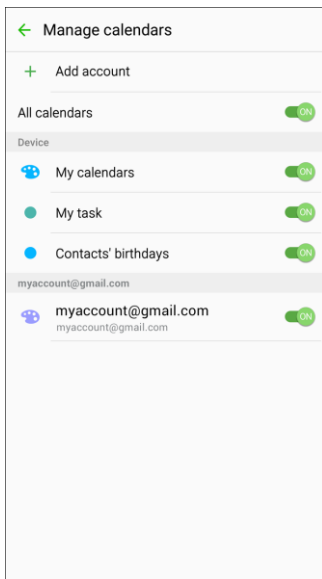 Manage calendars
Add account
All calendars
ON
Device
My calendars
ON
My task
ON
Contacts' birthdays
ON
myaccount@gmail.com
myaccount@gmail.com
ON
myaccount@gmail.com